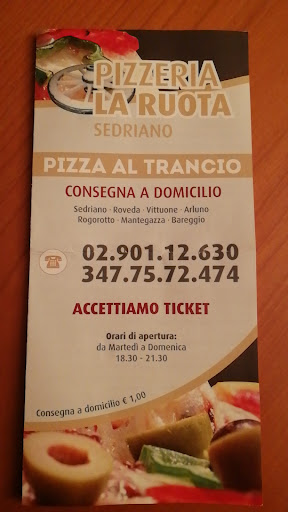 PIZZERIA
LA RUOTA
SEDRIANO
PIZZA AL TRANCIO
CONSEGNA A DOMICILIO
Sedriano - Roveda - Vittuone - Arluno
Rogorotto - Mantegazza - Bareggio
02.901.12.630
347.75.72.474
ACCETTIAMO TICKET
Orari di apertura:
da Martedì a Domenica
18.30 - 21.30
Consegna a domicilio € 1,00